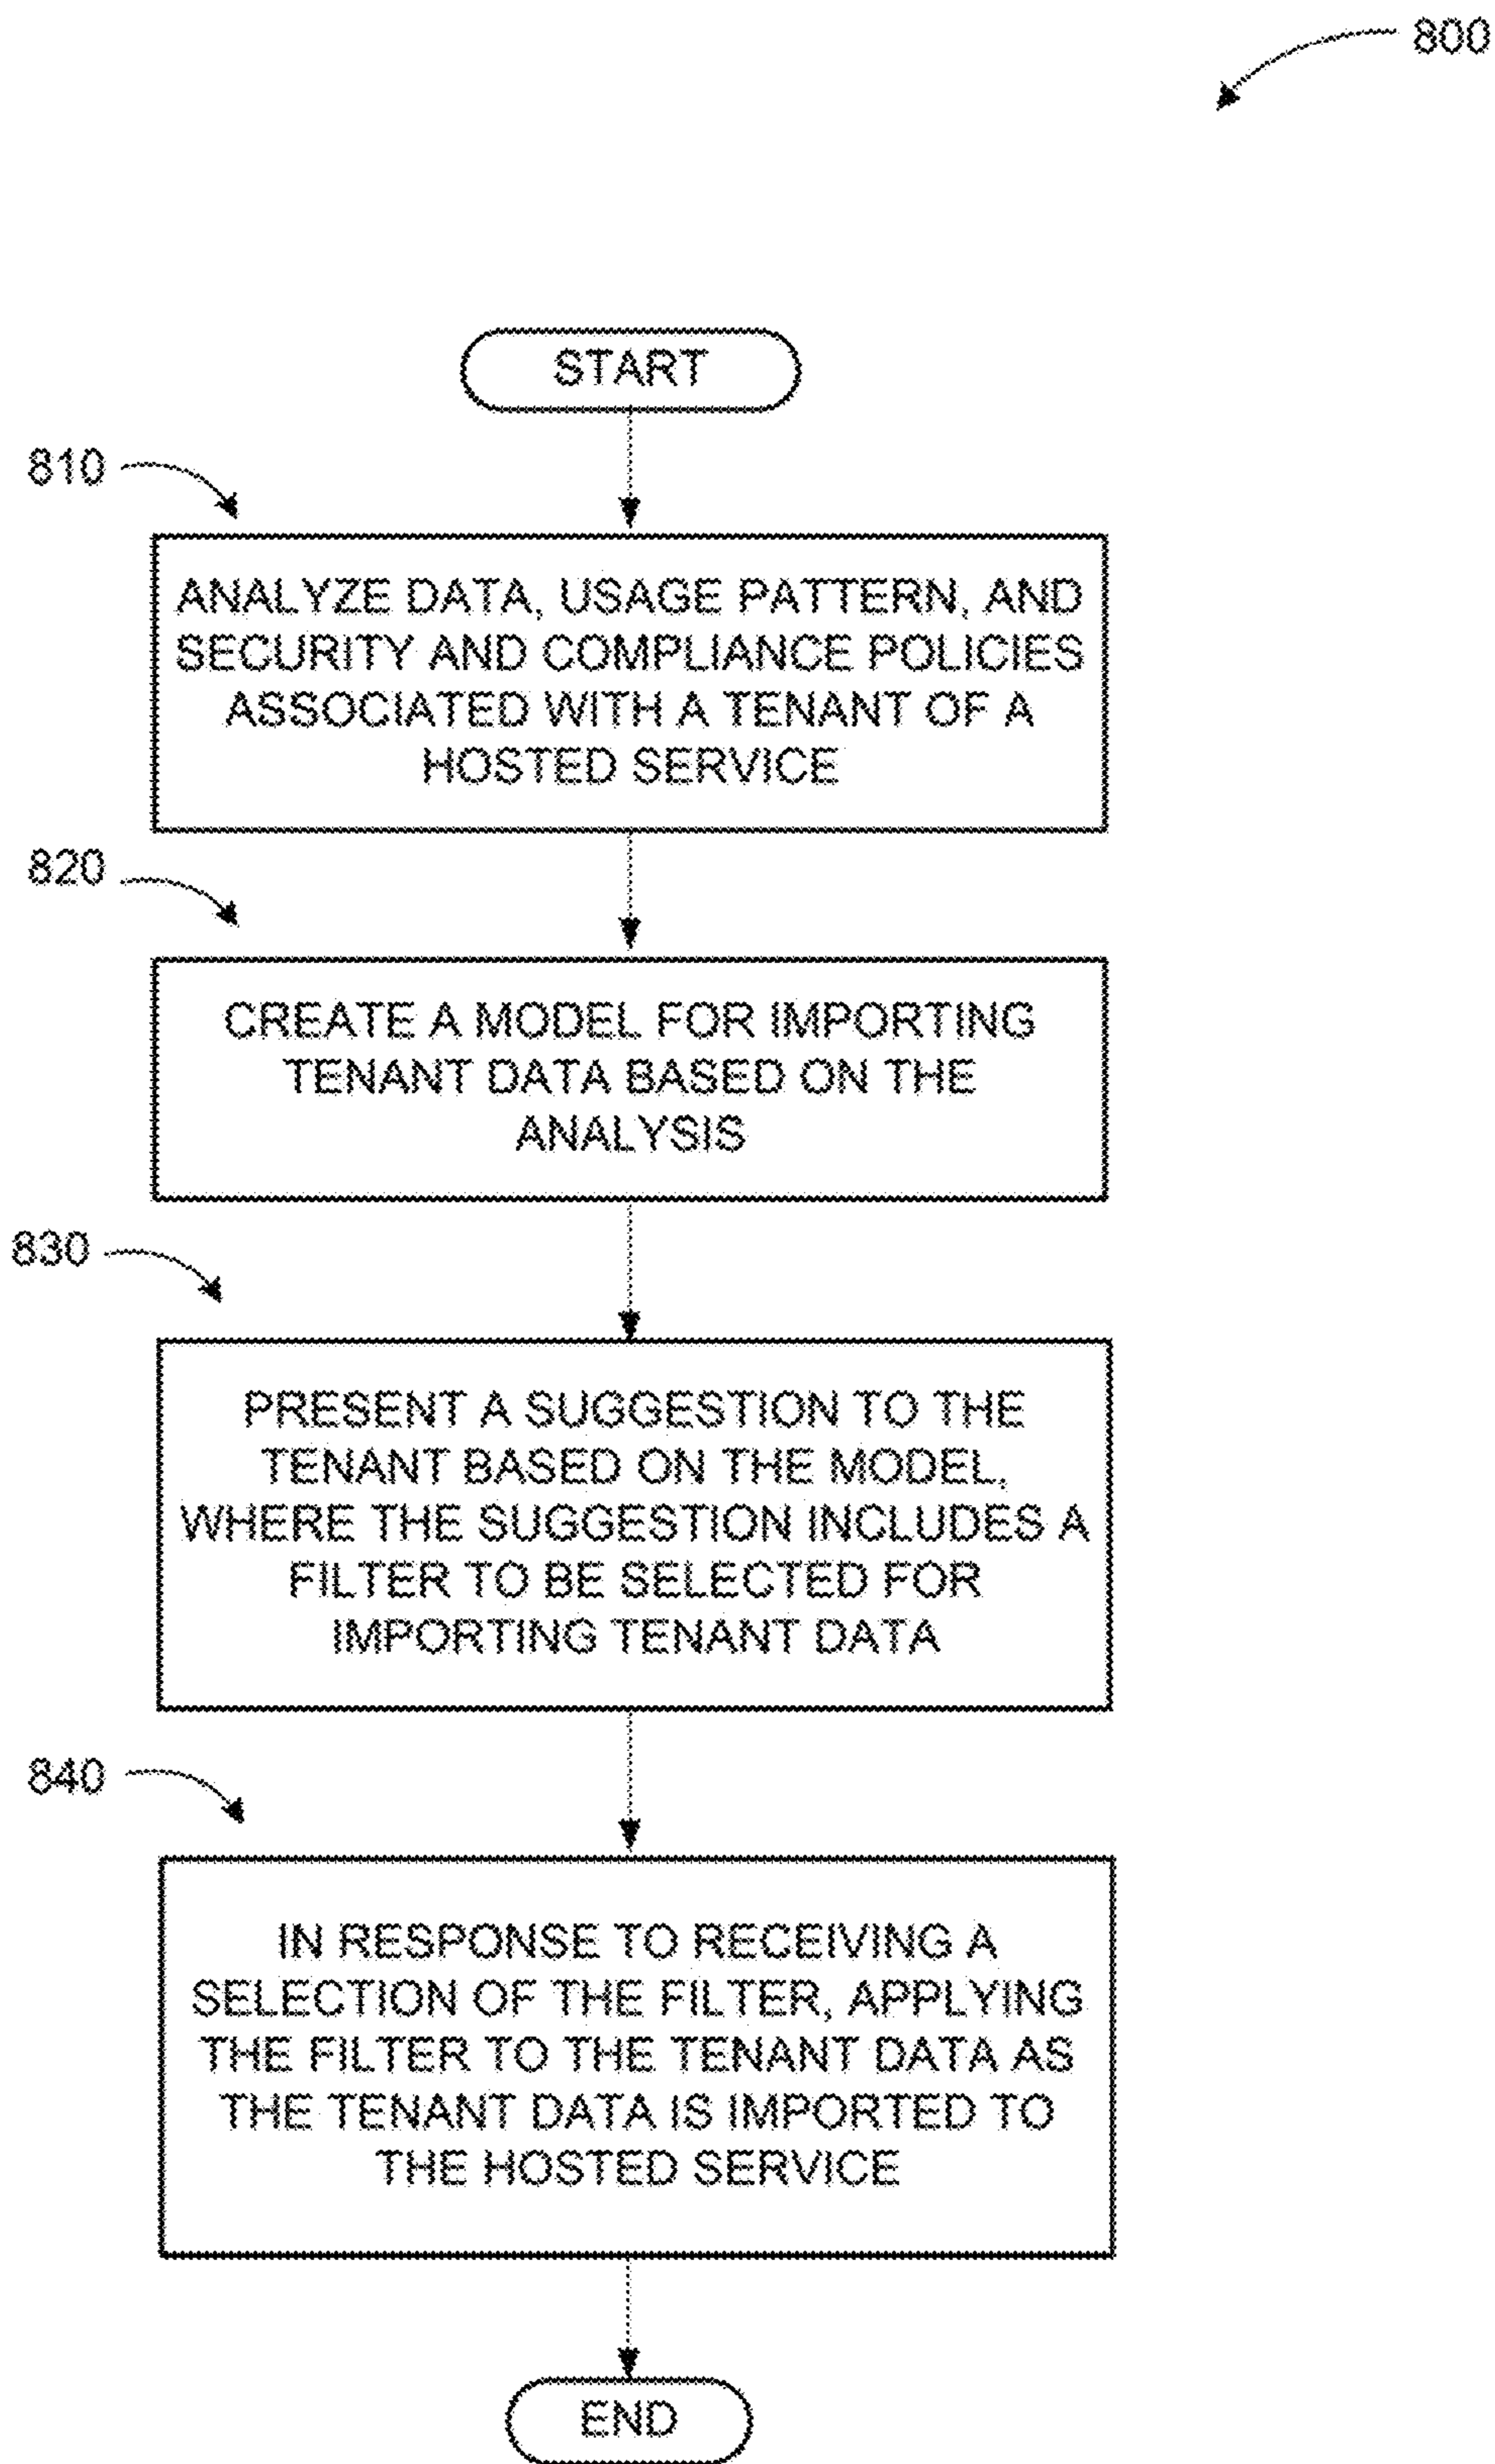 800
START
810
ANALYZE DATA, USAGE PATTERN, AND
SECURITY AND COMPLIANCE POLICIES
ASSOCIATED WITH A TENANT OF A
HOSTED SERVICE
820
CREATE A MODEL FOR IMPORTING
TENANT DATA BASED ON THE
ANALYSIS
830
PRESENT A SUGGESTION TO THE
TENANT BASED ON THE MODEL,
WHERE THE SUGGESTION INCLUDES A
FILTER TO BE SELECTED FOR
IMPORTING TENANT DATA
840
IN RESPONSE TO RECEIVING A
SELECTION OF THE FILTER, APPLYING
THE FILTER TO THE TENANT DATA AS
THE TENANT DATA IS IMPORTED TO
THE HOSTED SERVICE
END